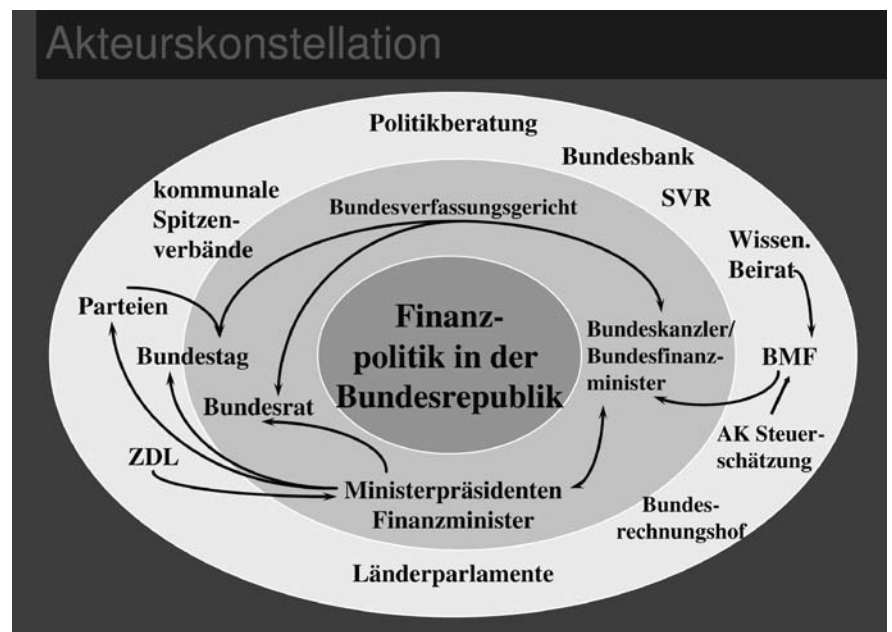 Akteurskonstellation
Politikberatung
Bundesbank
kommunale
Spitzen-
verbände
Bundesverfassungsgericht
SVR
Wissen.
Beirat
Parteien
Finanz-
politik in der
Bundesrepublik
Bundeskanzler/
Bundesfinanz-
minister
Bundestag
BMF
Bundesrat
AK Steuer-
schätzung
ZDL
Ministerpräsidenten
Finanzminister
Bundes-
rechnungshof
Länderparlamente